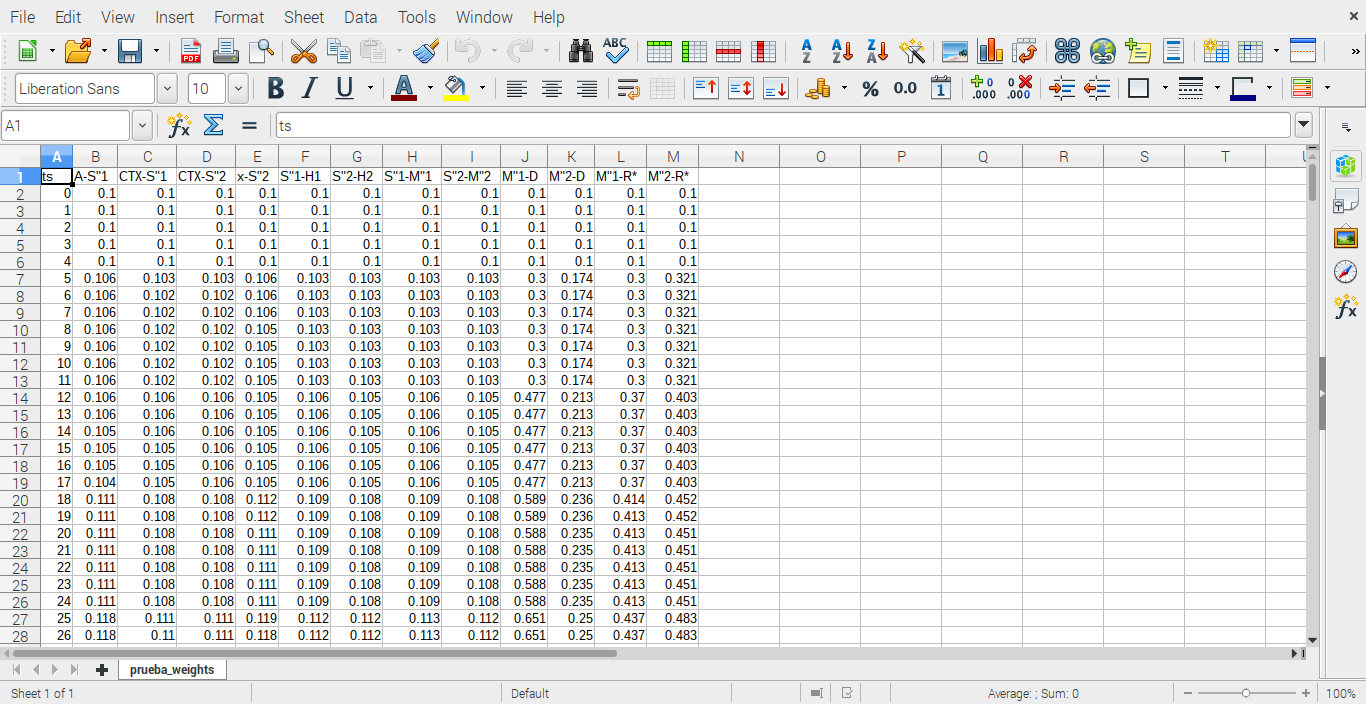 File Edit View Insert Format Sheet Data Tools Window Help
Liberation Sans 10
A1 ts
A B C D E F G H I J K L M N O P Q R S T U
1 ts A-S"1 CTX-S"1 CTX-S"2 x-S"2 S"1-H1 S"2-H2 S"1-M"1 S"2-M"2 M"1-D M"2-D M"1-R* M"2-R*
2 0 0.1 0.1 0.1 0.1 0.1 0.1 0.1 0.1 0.1 0.1 0.1 0.1
3 1 0.1 0.1 0.1 0.1 0.1 0.1 0.1 0.1 0.1 0.1 0.1 0.1
4 2 0.1 0.1 0.1 0.1 0.1 0.1 0.1 0.1 0.1 0.1 0.1 0.1
5 3 0.1 0.1 0.1 0.1 0.1 0.1 0.1 0.1 0.1 0.1 0.1 0.1
6 4 0.1 0.1 0.1 0.1 0.1 0.1 0.1 0.1 0.1 0.1 0.1 0.1
7 5 0.106 0.103 0.103 0.106 0.103 0.103 0.103 0.103 0.3 0.174 0.3 0.321
8 6 0.106 0.102 0.102 0.106 0.103 0.103 0.103 0.103 0.3 0.174 0.3 0.321
9 7 0.106 0.102 0.102 0.106 0.103 0.103 0.103 0.103 0.3 0.174 0.3 0.321
10 8 0.106 0.102 0.102 0.105 0.103 0.103 0.103 0.103 0.3 0.174 0.3 0.321
11 9 0.106 0.102 0.102 0.105 0.103 0.103 0.103 0.103 0.3 0.174 0.3 0.321
12 10 0.106 0.102 0.102 0.105 0.103 0.103 0.103 0.103 0.3 0.174 0.3 0.321
13 11 0.106 0.102 0.102 0.105 0.103 0.103 0.103 0.103 0.3 0.174 0.3 0.321
14 12 0.106 0.106 0.106 0.105 0.106 0.105 0.106 0.105 0.477 0.213 0.37 0.403
15 13 0.106 0.106 0.106 0.105 0.106 0.105 0.106 0.105 0.477 0.213 0.37 0.403
16 14 0.105 0.106 0.106 0.105 0.106 0.105 0.106 0.105 0.477 0.213 0.37 0.403
17 15 0.105 0.105 0.106 0.105 0.106 0.105 0.106 0.105 0.477 0.213 0.37 0.403
18 16 0.105 0.105 0.106 0.105 0.106 0.105 0.106 0.105 0.477 0.213 0.37 0.403
19 17 0.104 0.105 0.106 0.105 0.106 0.105 0.106 0.105 0.477 0.213 0.37 0.403
20 18 0.111 0.108 0.108 0.112 0.109 0.108 0.109 0.108 0.589 0.236 0.414 0.452
21 19 0.111 0.108 0.108 0.112 0.109 0.108 0.109 0.108 0.589 0.236 0.413 0.452
22 20 0.111 0.108 0.108 0.111 0.109 0.108 0.109 0.108 0.588 0.235 0.413 0.451
23 21 0.111 0.108 0.108 0.111 0.109 0.108 0.109 0.108 0.588 0.235 0.413 0.451
24 22 0.111 0.108 0.108 0.111 0.109 0.108 0.109 0.108 0.588 0.235 0.413 0.451
25 23 0.111 0.108 0.108 0.111 0.109 0.108 0.109 0.108 0.588 0.235 0.413 0.451
26 24 0.111 0.108 0.108 0.111 0.109 0.108 0.109 0.108 0.588 0.235 0.413 0.451
27 25 0.118 0.111 0.111 0.119 0.112 0.112 0.113 0.112 0.651 0.25 0.437 0.483
28 26 0.118 0.11 0.111 0.118 0.112 0.112 0.113 0.112 0.651 0.25 0.437 0.483
prueba_weights
Sheet 1 of 1 Default Average: ; Sum: 0 100%